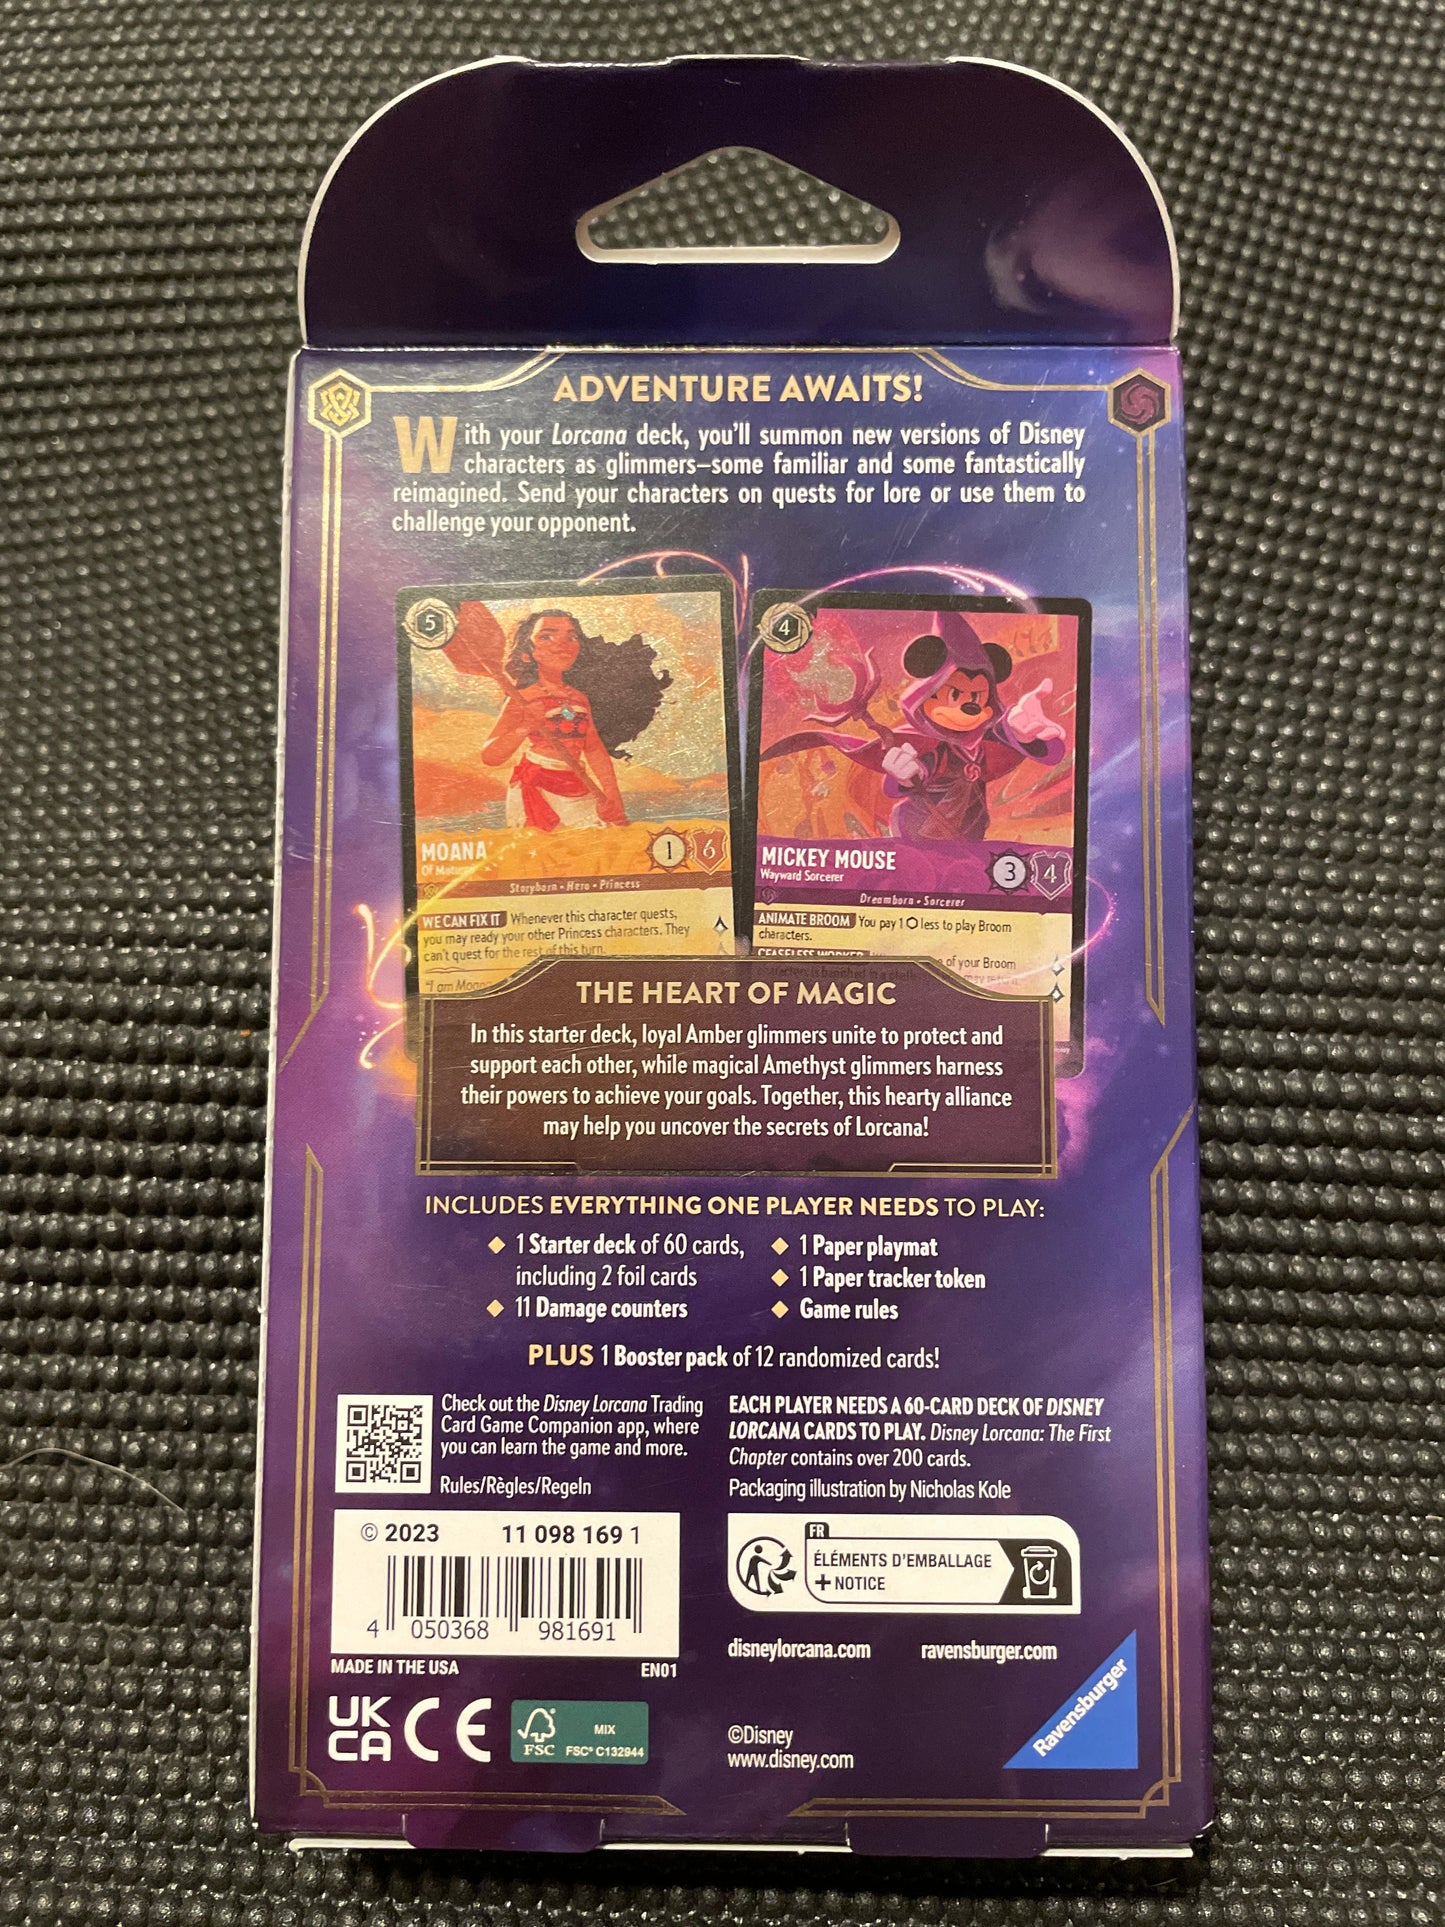 ADVENTURE AWAITS!
With your Lorcana deck, you'll summon new versions of Disney
characters as glimmers—some familiar and some fantastically
reimagined. Send your characters on quests for lore or use them to
challenge your opponent.
5
MOANA
Of
1
6
Storyborn • Hero • Princess
WE CAN FIX IT Whenever this character quests,
you may ready your other Princess characters. They
can't quest for the rest of this turn.
"I am Moana
4
MICKEY MOUSE
Wayward Sorcerer
3
4
Dreamborn • Sorcerer
ANIMATE BROOM You pay 1 less to play Broom
characters.
CEASELESS WORKER of your Broom
THE HEART OF MAGIC
In this starter deck, loyal Amber glimmers unite to protect and
support each other, while magical Amethyst glimmers harness
their powers to achieve your goals. Together, this hearty alliance
may help you uncover the secrets of Lorcana!
INCLUDES EVERYTHING ONE PLAYER NEEDS TO PLAY:
1 Starter deck of 60 cards,
including 2 foil cards
11 Damage counters
1 Paper playmat
1 Paper tracker token
Game rules
PLUS 1 Booster pack of 12 randomized cards!
Check out the Disney Lorcana Trading
Card Game Companion app, where
you can learn the game and more.
Rules/Règles/Regeln
EACH PLAYER NEEDS A 60-CARD DECK OF DISNEY
LORCANA CARDS TO PLAY. Disney Lorcana: The First
Chapter contains over 200 cards.
Packaging illustration by Nicholas Kole
© 2023 11 098 169 1
4 050368 981691
MADE IN THE USA EN01
FR
ÉLÉMENTS D'EMBALLAGE
+ NOTICE
disneylorcana.com ravensburger.com
UK
CA
CE
FSC
MIX
FSC® C132944
©Disney
www.disney.com
Ravensburger